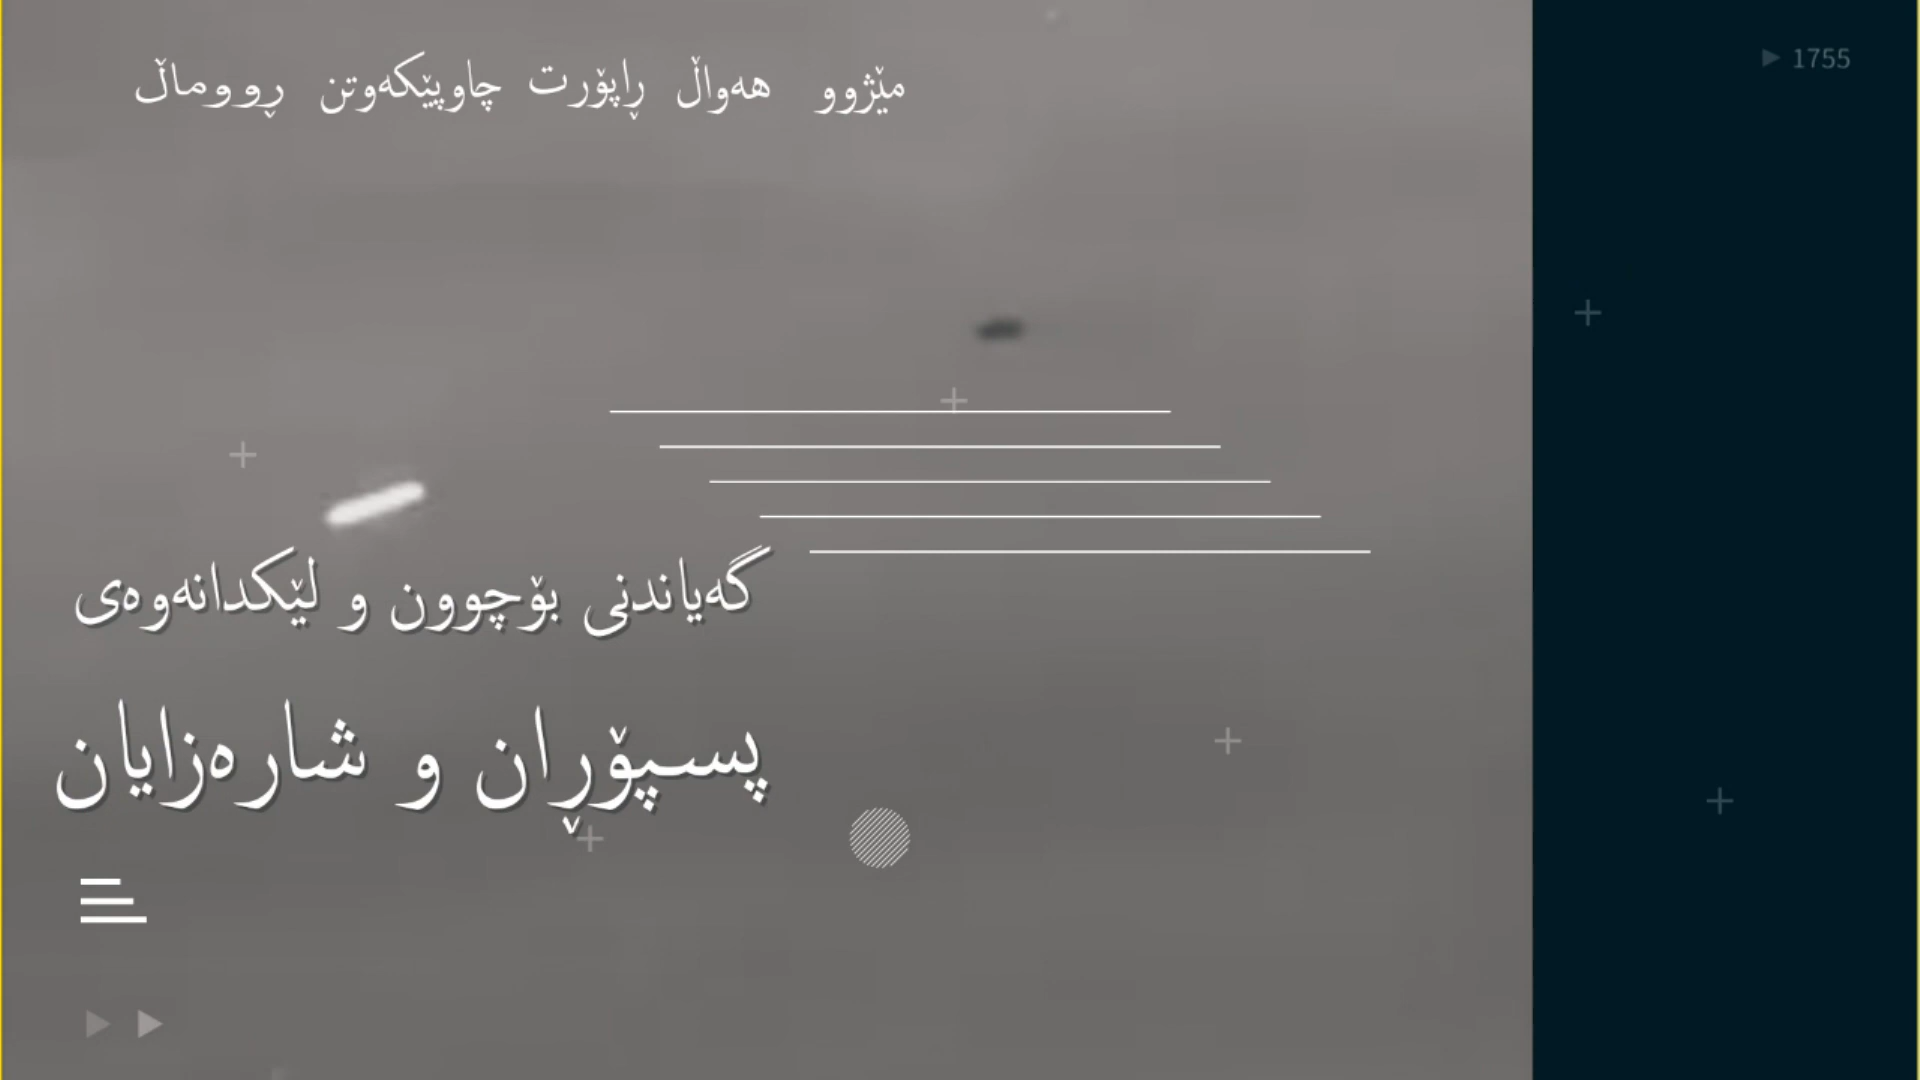 مێژوو هەواڵ ڕاپۆرت چاوپێکەوتن ڕووماڵ
1755
گەیاندنی بۆچوون و لێکدانەوەی
پسپۆڕان و شارەزایان